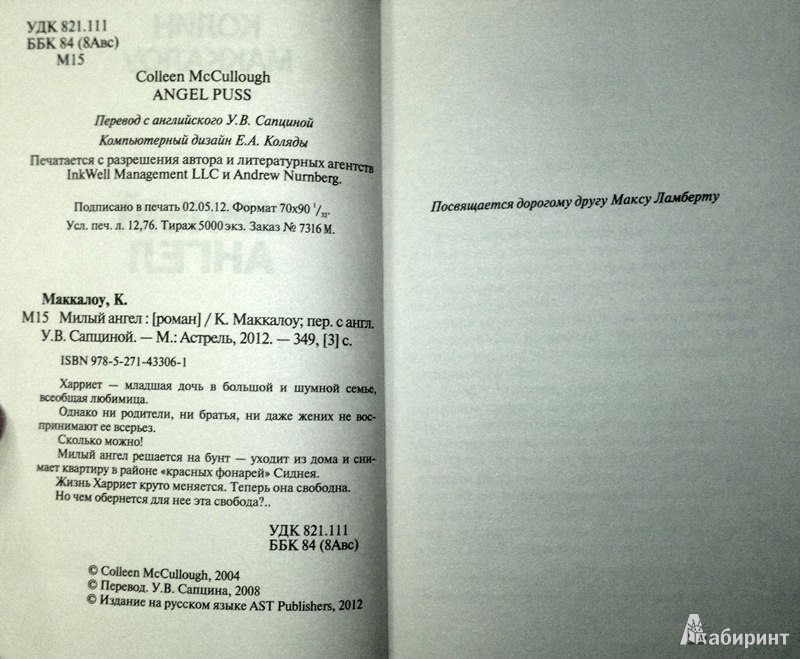 УДК 821.111
ББК 84 (8Авс)
М15
Colleen McCullough
ANGEL PUSS
Перевод с английского У.В. Сапциной
Компьютерный дизайн Е.А. Коляды
Печатается с разрешения автора и литературных агентств
InkWell Management LLC и Andrew Nurnberg.
Подписано в печать 02.05.12. Формат 70х90 1/32.
Усл. печ. л. 12,76. Тираж 5000 экз. Заказ № 7316 М.
Маккалоу, К.
М15 Милый ангел : [роман] / К. Маккалоу; пер. с англ.
У.В. Сапциной. — М.: Астрель, 2012. — 349, [3] с.
ISBN 978-5-271-43306-1
Харриет — младшая дочь в большой и шумной семье,
всеобщая любимица.
Однако ни родители, ни братья, ни даже жених не вос-
принимают ее всерьез.
Сколько можно!
Милый ангел решается на бунт — уходит из дома и сни-
мает квартиру в районе «красных фонарей» Сиднея.
Жизнь Харриет круто меняется. Теперь она свободна.
Но чем обернется для нее эта свобода?..
УДК 821.111
ББК 84 (8Авс)
© Colleen McCullough, 2004
© Перевод. У.В. Сапцина, 2008
© Издание на русском языке AST Publishers, 2012
Посвящается дорогому другу Максу Ламберту
Лабиринт